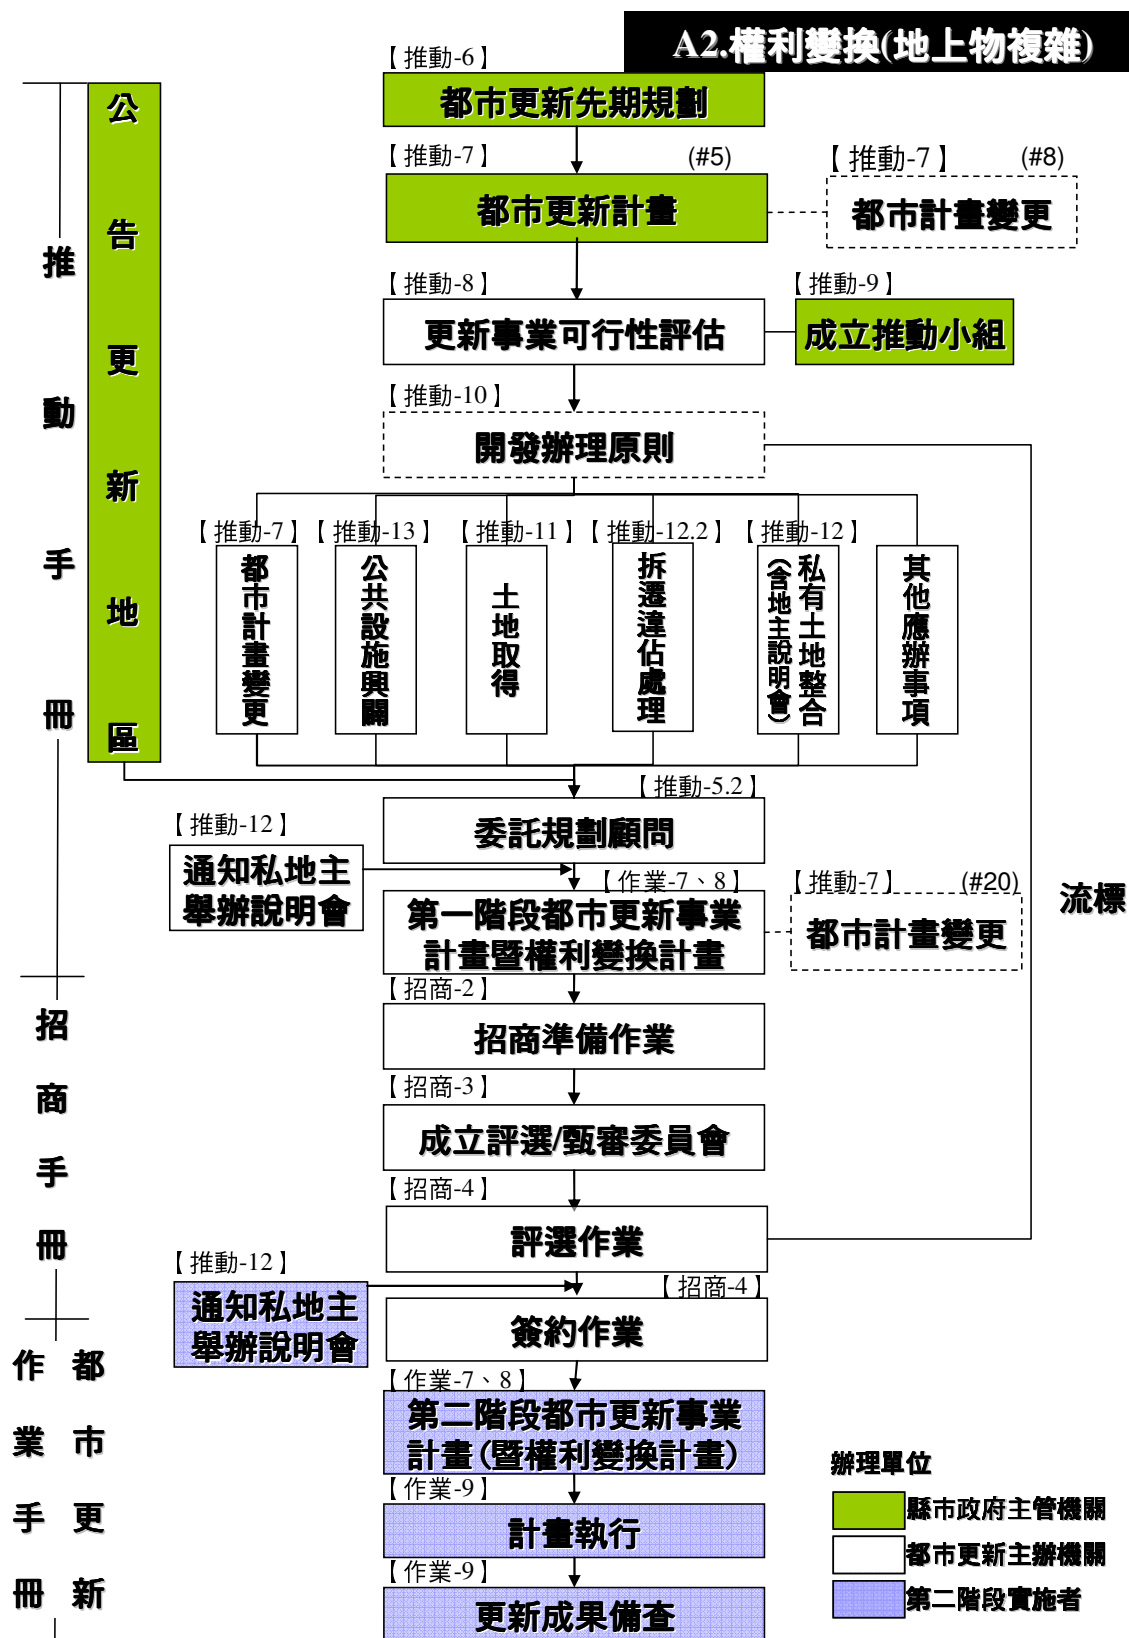 A2.權利變換(地上物複雜)
【推動-6】
都市更新先期規劃
【推動-7】
(#5)
都市更新計畫
【推動-7】
(#8)
都市計畫變更
【推動-8】
更新事業可行性評估
【推動-9】
成立推動小組
【推動-10】
開發辦理原則
【推動-7】
都市計畫變更
【推動-13】
公共設施興闢
【推動-11】
土地取得
【推動-12.2】
拆遷違佔處理
【推動-12】
私有土地整合
（含地主說明會）
其他應辦事項
公告更新地區
推動手冊
【推動-5.2】
委託規劃顧問
【推動-12】
通知私地主
舉辦說明會
【作業-7、8】
第一階段都市更新事業
計畫暨權利變換計畫
【推動-7】
(#20)
都市計畫變更
流標
【招商-2】
招商準備作業
【招商-3】
成立評選/甄審委員會
【招商-4】
評選作業
招商手冊
【推動-12】
通知私地主
舉辦說明會
【招商-4】
簽約作業
【作業-7、8】
第二階段都市更新事業
計畫(暨權利變換計畫)
【作業-9】
計畫執行
【作業-9】
更新成果備查
都市更新
作業手冊
辦理單位
縣市政府主管機關
都市更新主辦機關
第二階段實施者